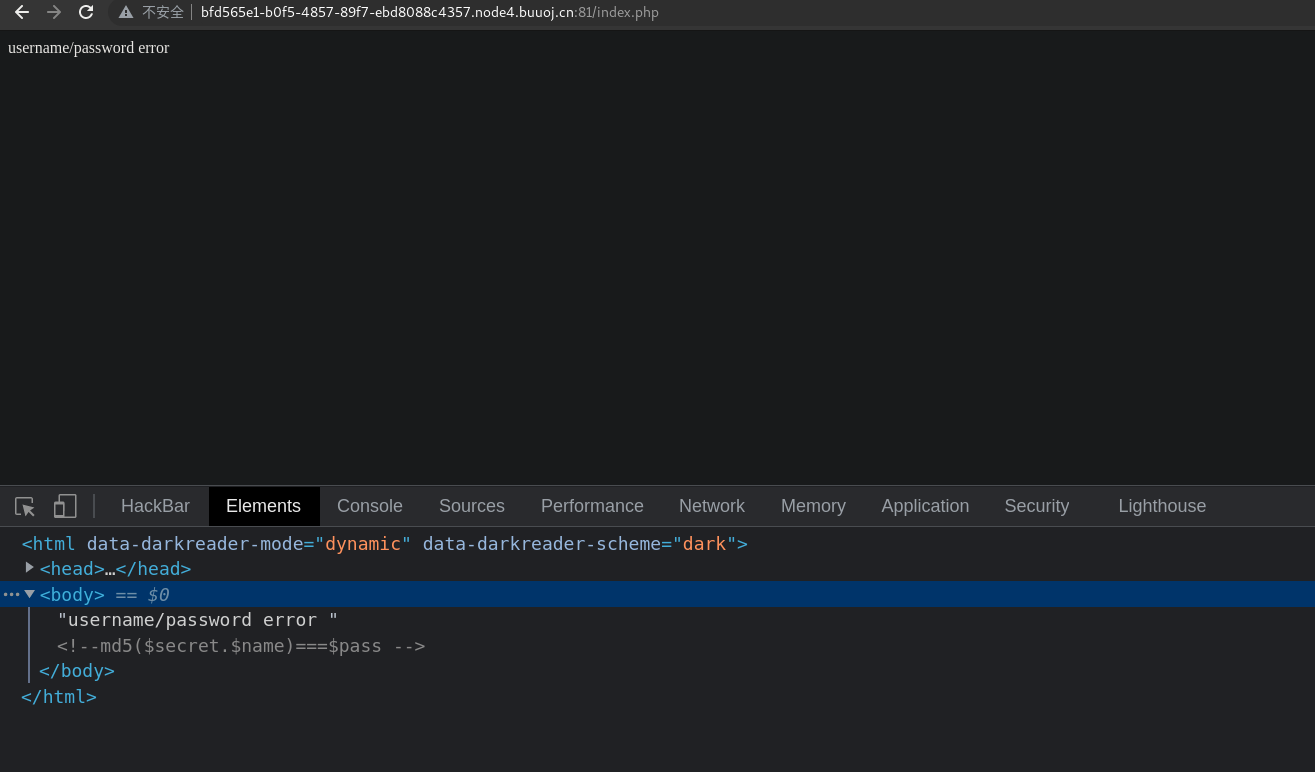 不安全 bfd565e1-b0f5-4857-89f7-ebd8088c4357.node4.buuoj.cn:81/index.php
username/password error
HackBar Elements Console Sources Performance Network Memory Application Security Lighthouse
<html data-darkreader-mode="dynamic" data-darkreader-scheme="dark">
<head>…</head>
<body> == $0
"username/password error "
<!--md5($secret.$name)===$pass -->
</body>
</html>